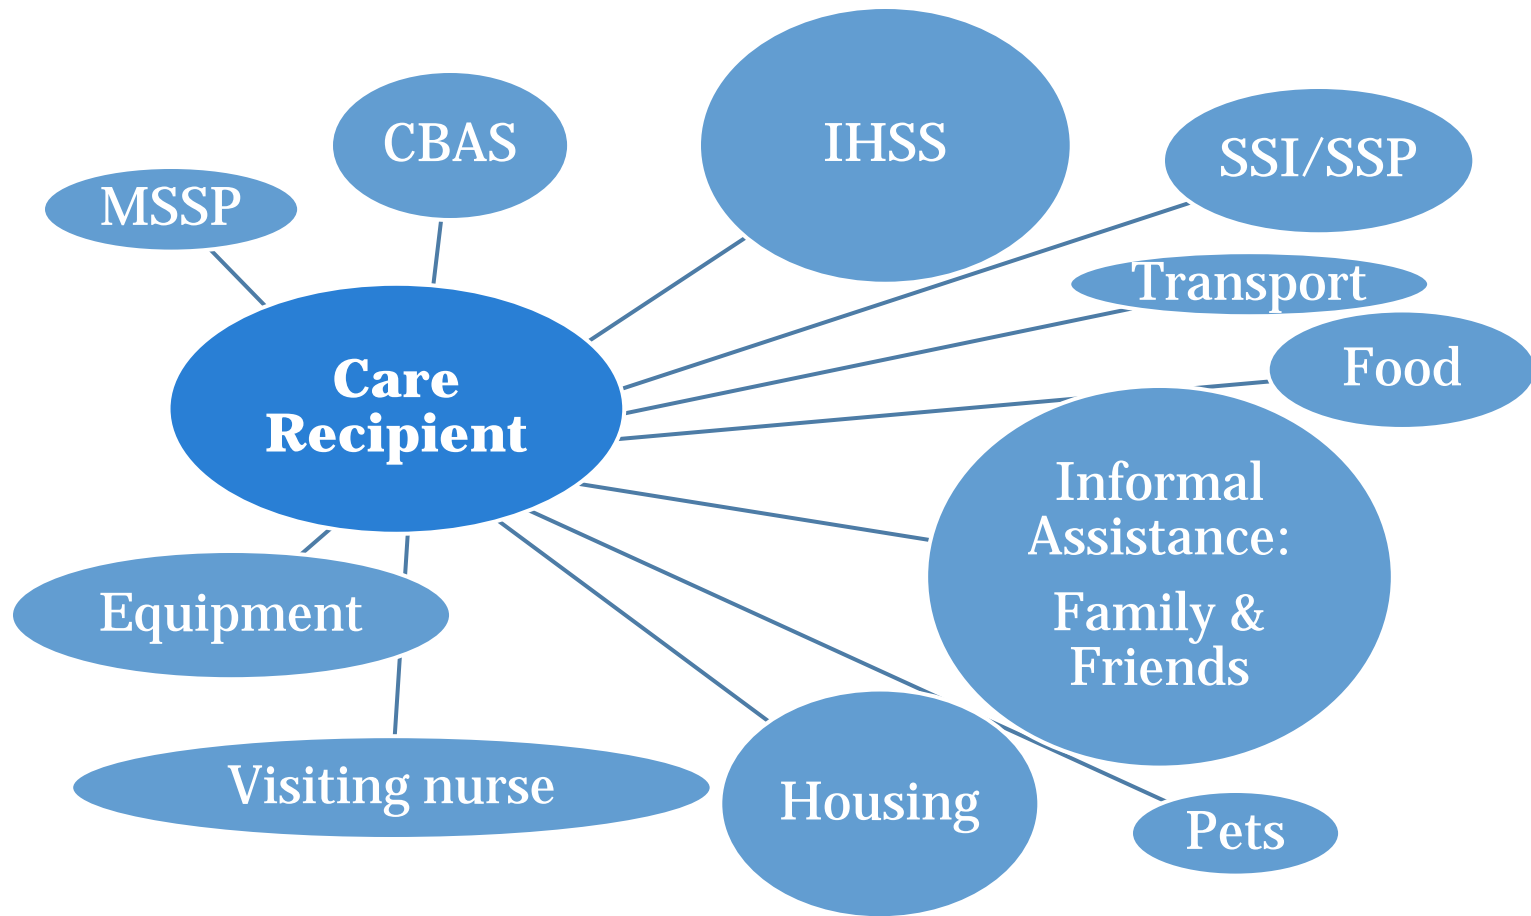 CBAS
IHSS
SSI/SSP
MSSP
Transport
Food
Care
Recipient
Informal
Assistance:
Family &
Friends
Equipment
Visiting nurse
Housing
Pets